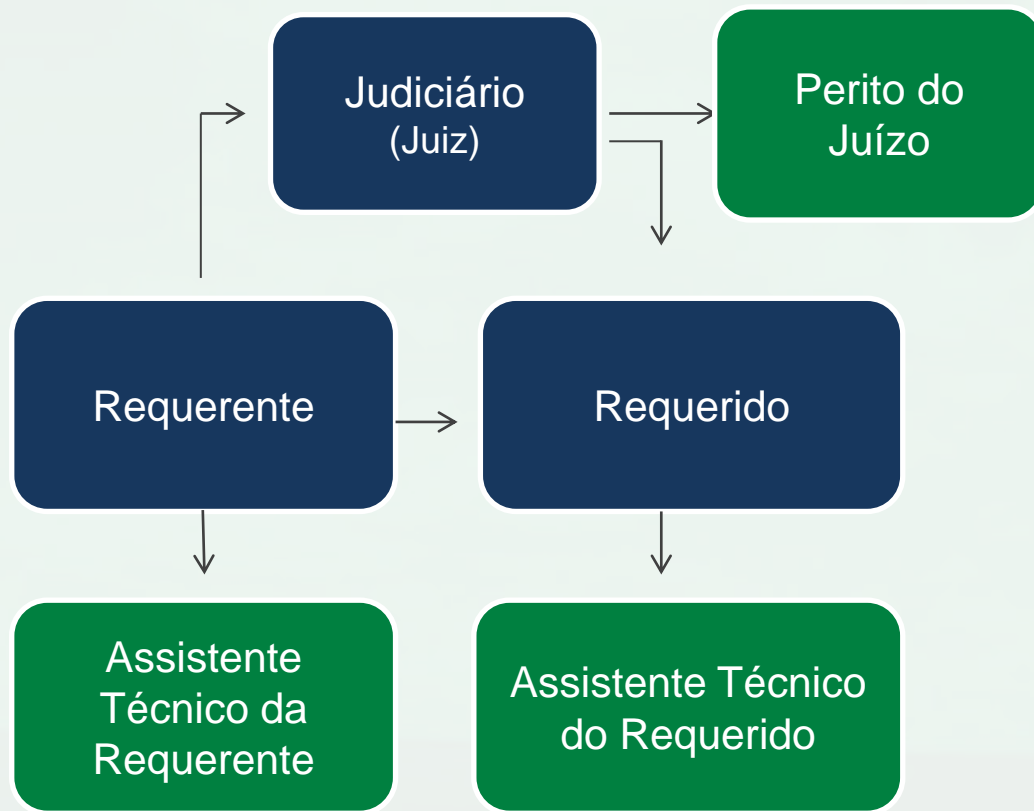 Judiciário
(Juiz)
Perito do
Juízo
Requerente
Requerido
Assistente
Técnico da
Requerente
Assistente Técnico
do Requerido